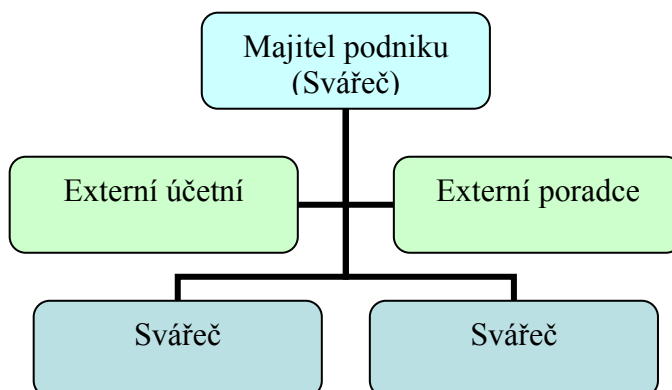 Majitel podniku
(Svářeč)
Externí účetní
Externí poradce
Svářeč
Svářeč